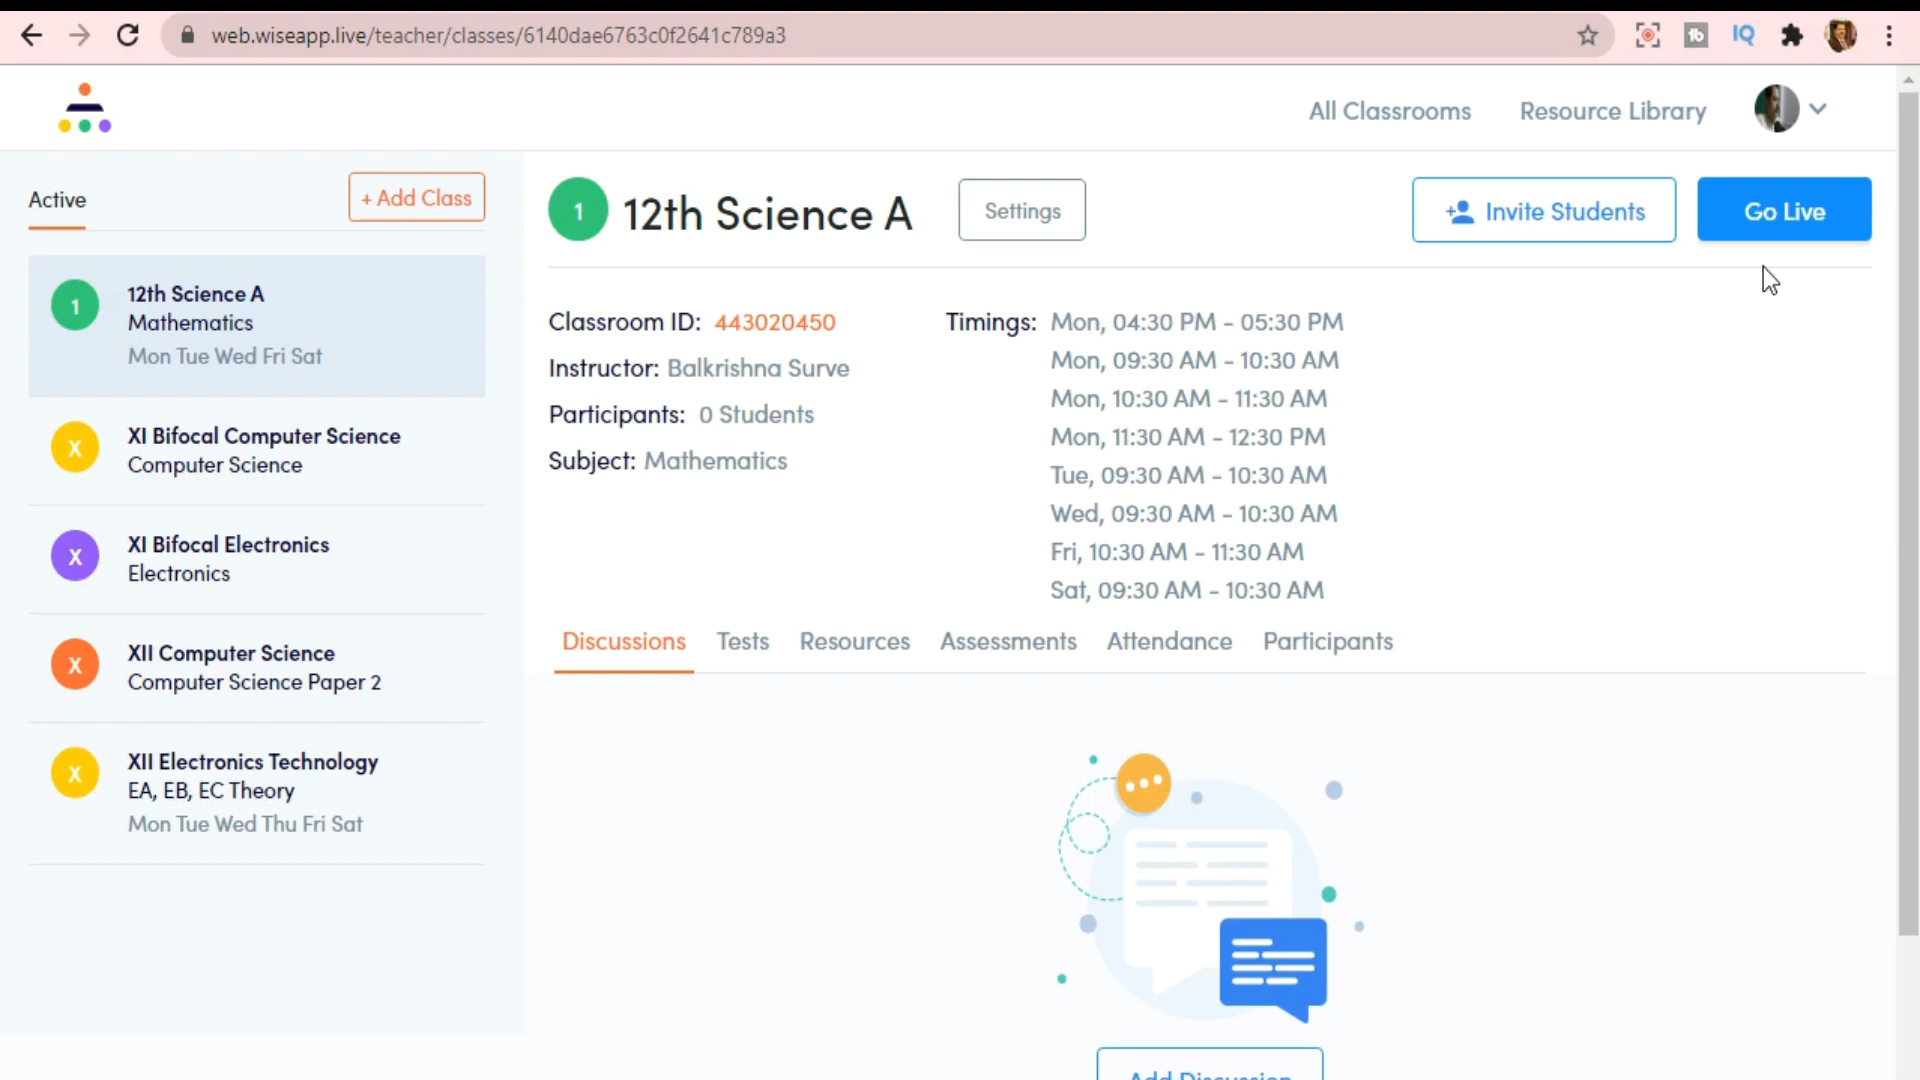 web.wiseapp.live/teacher/classes/6140dae6763c0f2641c789a3
tb
IQ
All Classrooms
Resource Library
Active
+ Add Class
1
12th Science A
Mathematics
Mon Tue Wed Fri Sat
X
XI Bifocal Computer Science
Computer Science
X
XI Bifocal Electronics
Electronics
X
XII Computer Science
Computer Science Paper 2
X
XII Electronics Technology
EA, EB, EC Theory
Mon Tue Wed Thu Fri Sat
1
12th Science A
Settings
Invite Students
Go Live
Classroom ID: 443020450
Instructor: Balkrishna Surve
Participants: 0 Students
Subject: Mathematics
Timings: Mon, 04:30 PM - 05:30 PM
Mon, 09:30 AM - 10:30 AM
Mon, 10:30 AM - 11:30 AM
Mon, 11:30 AM - 12:30 PM
Tue, 09:30 AM - 10:30 AM
Wed, 09:30 AM - 10:30 AM
Fri, 10:30 AM - 11:30 AM
Sat, 09:30 AM - 10:30 AM
Discussions
Tests
Resources
Assessments
Attendance
Participants
Add Discussion